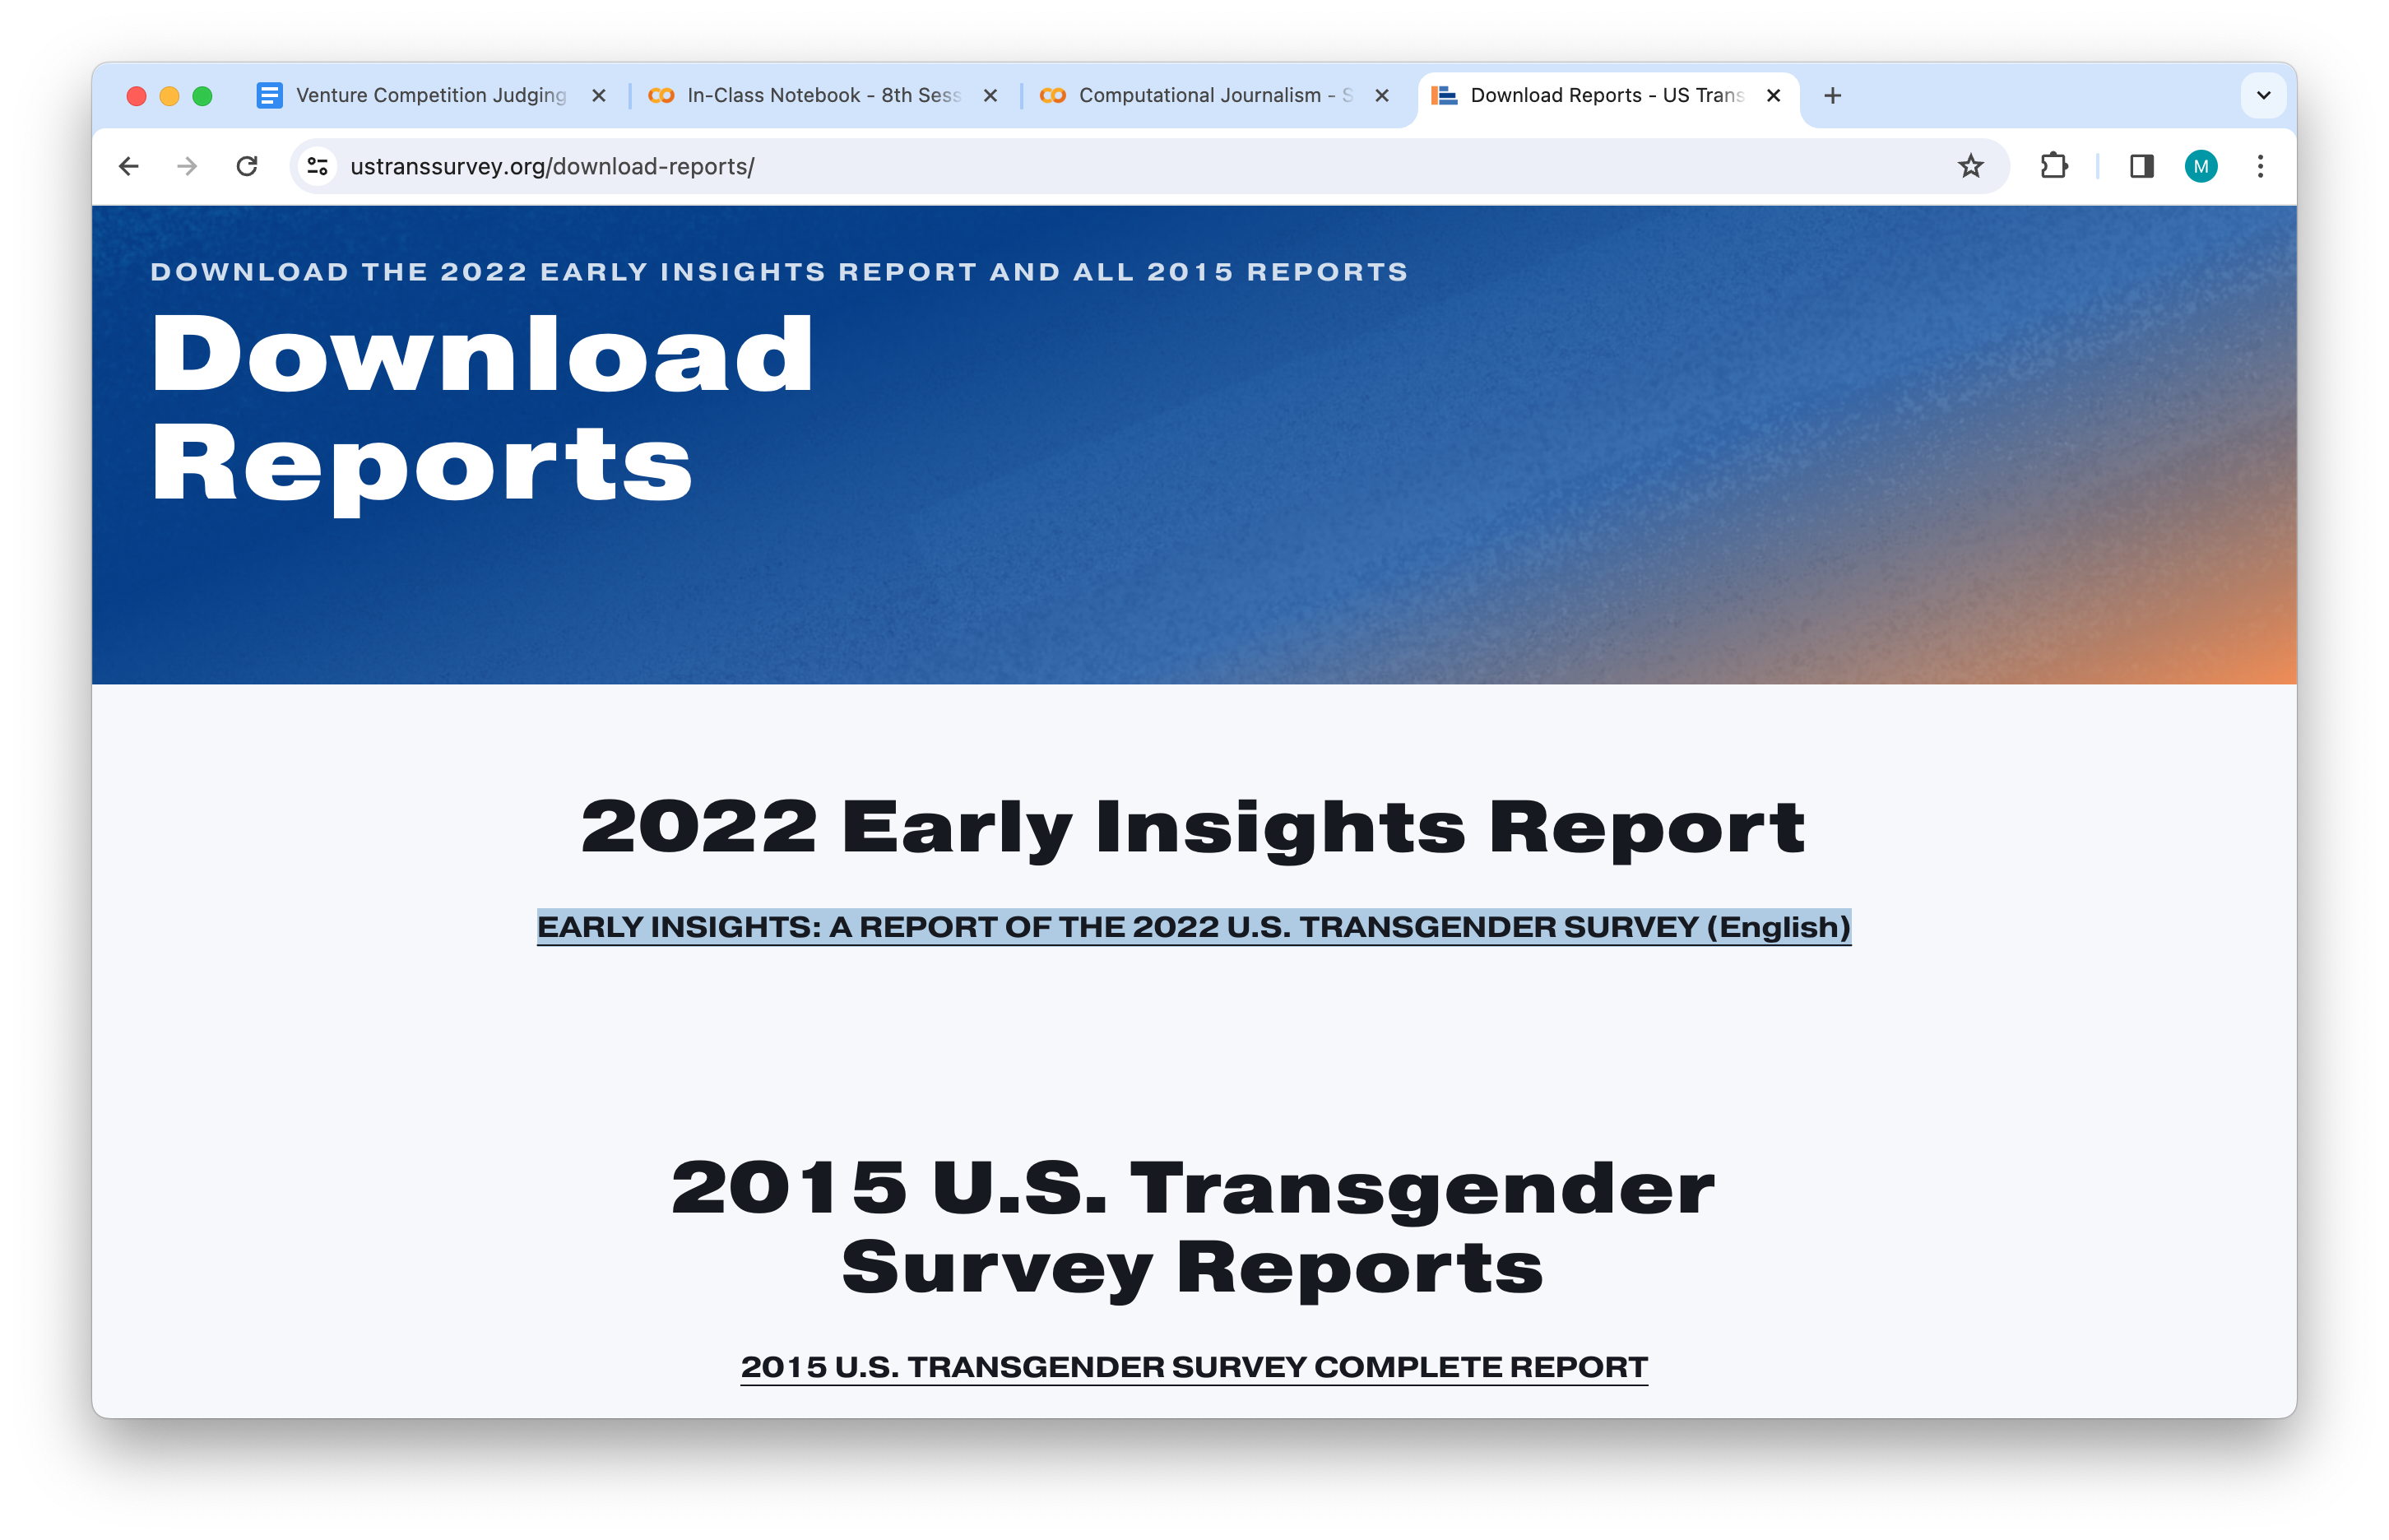 Venture Competition Judging
In-Class Notebook - 8th Sess
Computational Journalism - S
Download Reports - US Trans
ustranssurvey.org/download-reports/
M
DOWNLOAD THE 2022 EARLY INSIGHTS REPORT AND ALL 2015 REPORTS
Download
Reports
2022 Early Insights Report
EARLY INSIGHTS: A REPORT OF THE 2022 U.S. TRANSGENDER SURVEY (English)
2015 U.S. Transgender
Survey Reports
2015 U.S. TRANSGENDER SURVEY COMPLETE REPORT